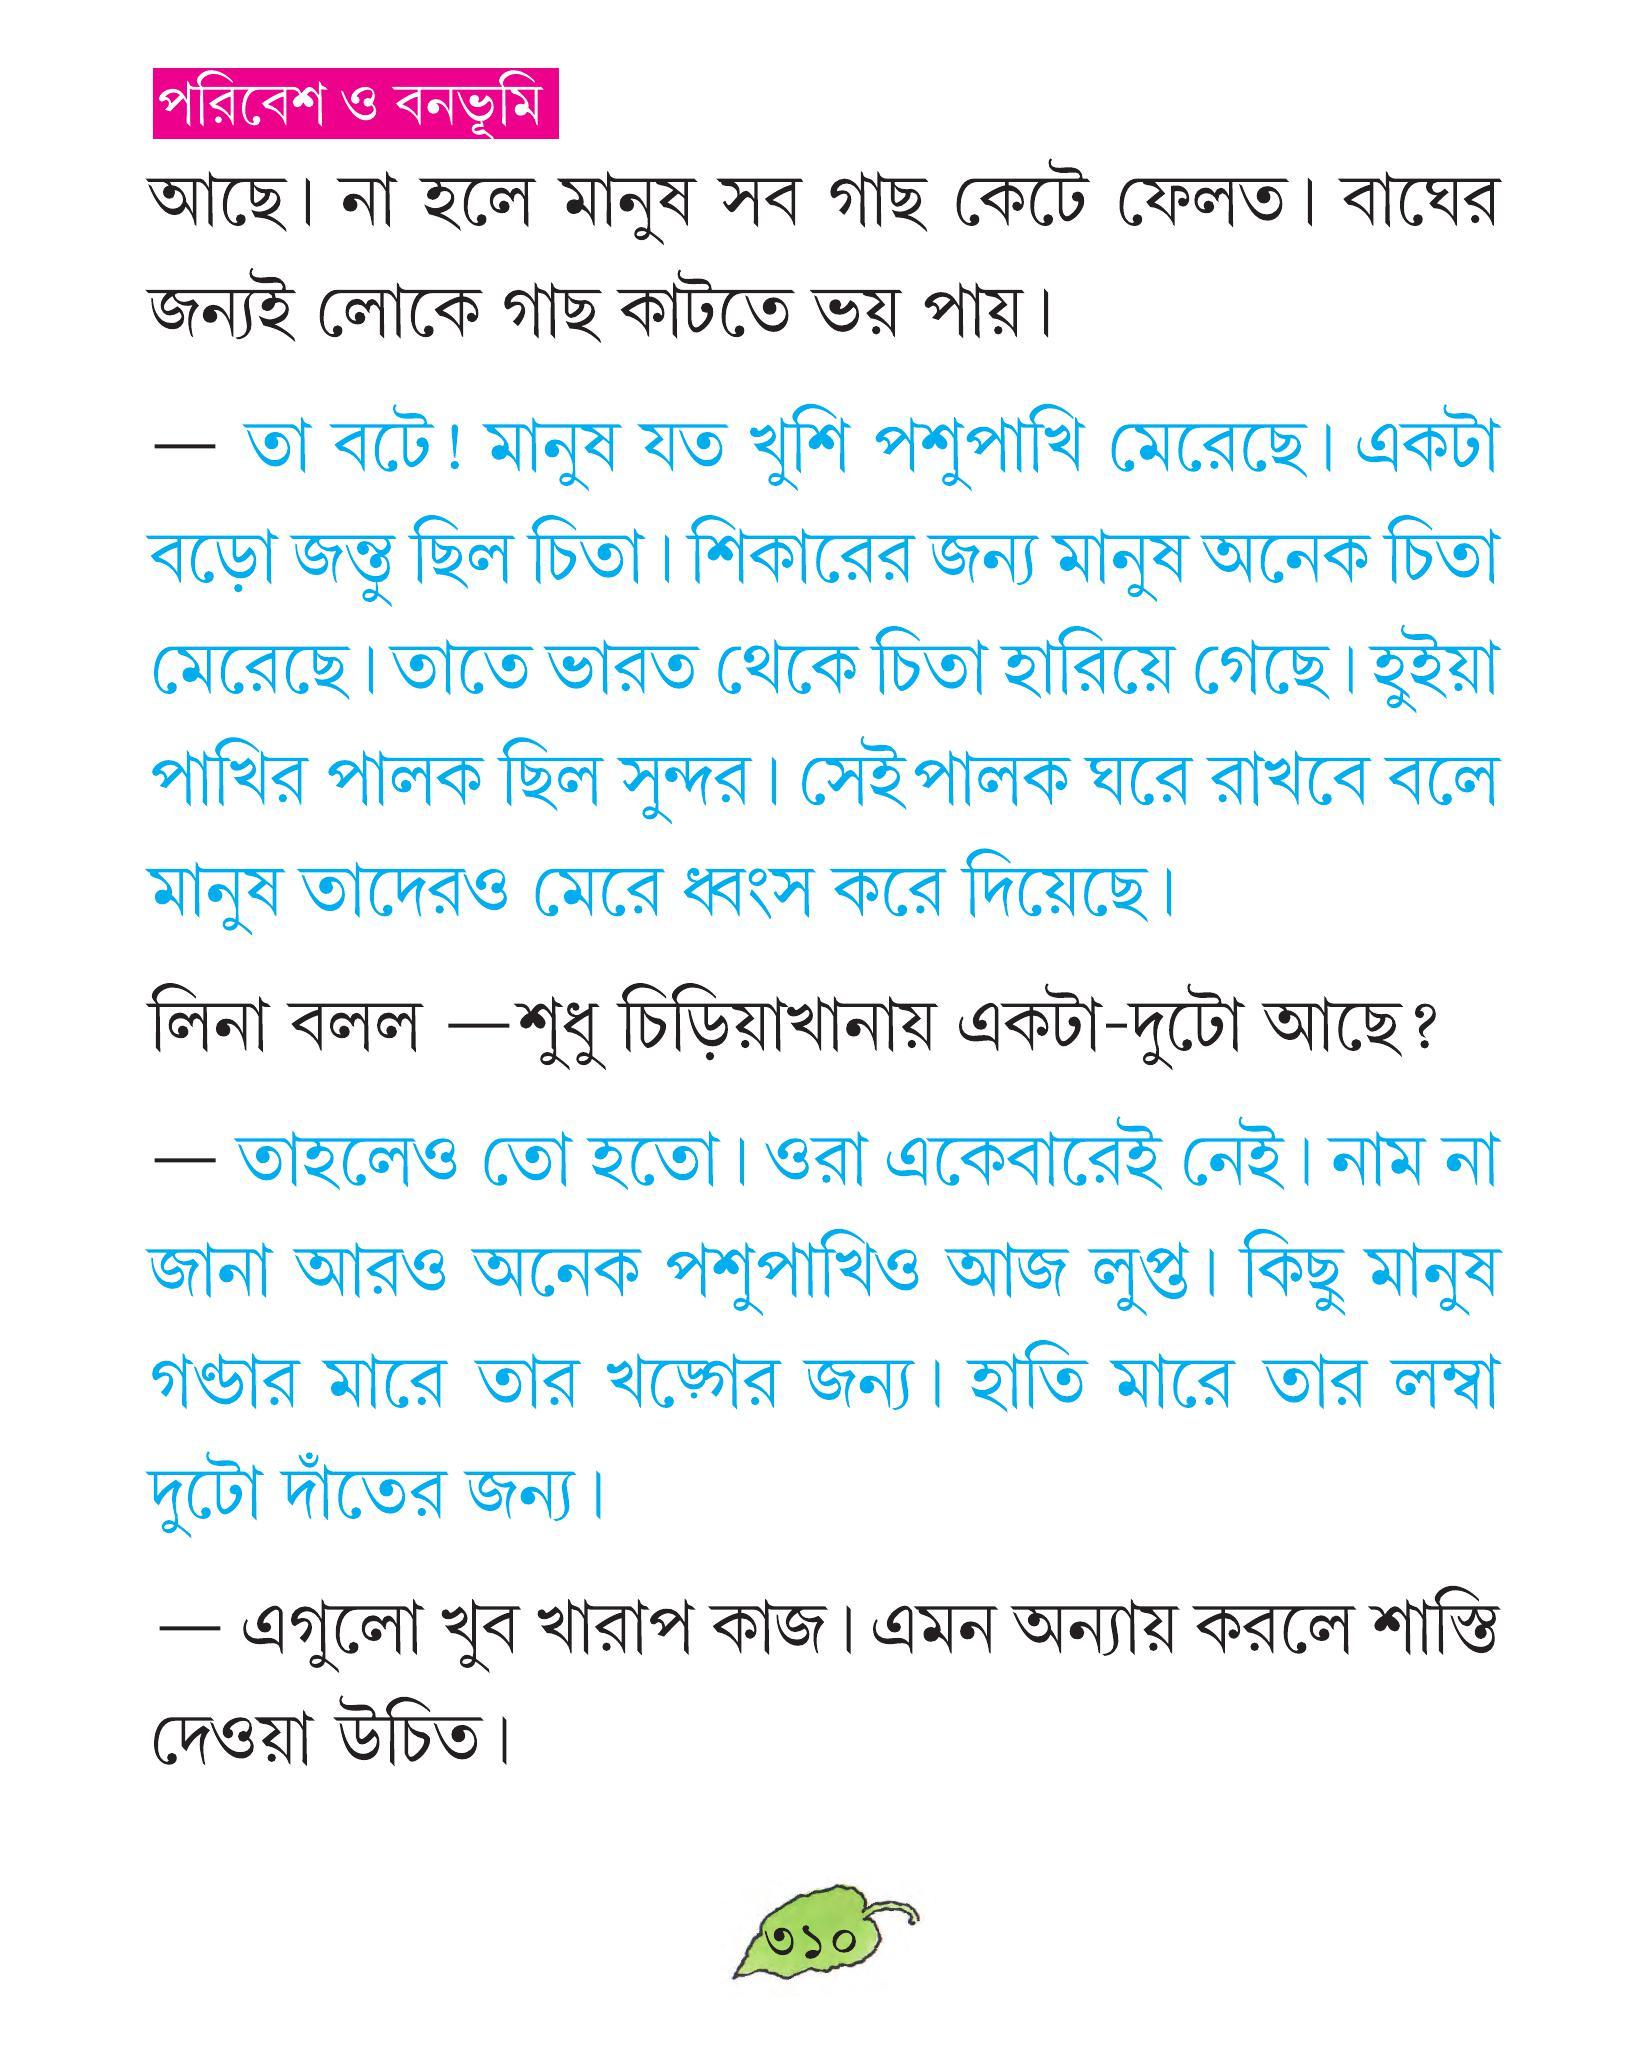 পরিবেশ ও বনভূমি
আছে। না হলে মানুষ সব গাছ কেটে ফেলত। বাঘের
জন্যই লোকে গাছ কাটতে ভয় পায়।
— তা বটে! মানুষ যত খুশি পশুপাখি মেরেছে। একটা
বড়ো জন্তু ছিল চিতা। শিকারের জন্য মানুষ অনেক চিতা
মেরেছে। তাতে ভারত থেকে চিতা হারিয়ে গেছে। হুইয়া
পাখির পালক ছিল সুন্দর। সেই পালক ঘরে রাখবে বলে
মানুষ তাদেরও মেরে ধ্বংস করে দিয়েছে।
লিনা বলল —শুধু চিড়িয়াখানায় একটা-দুটো আছে?
— তাহলেও তো হতো। ওরা একেবারেই নেই। নাম না
জানা আরও অনেক পশুপাখিও আজ লুপ্ত। কিছু মানুষ
গণ্ডার মারে তার খড়্গের জন্য। হাতি মারে তার লম্বা
দুটো দাঁতের জন্য।
— এগুলো খুব খারাপ কাজ। এমন অন্যায় করলে শাস্তি
দেওয়া উচিত।
৩১০